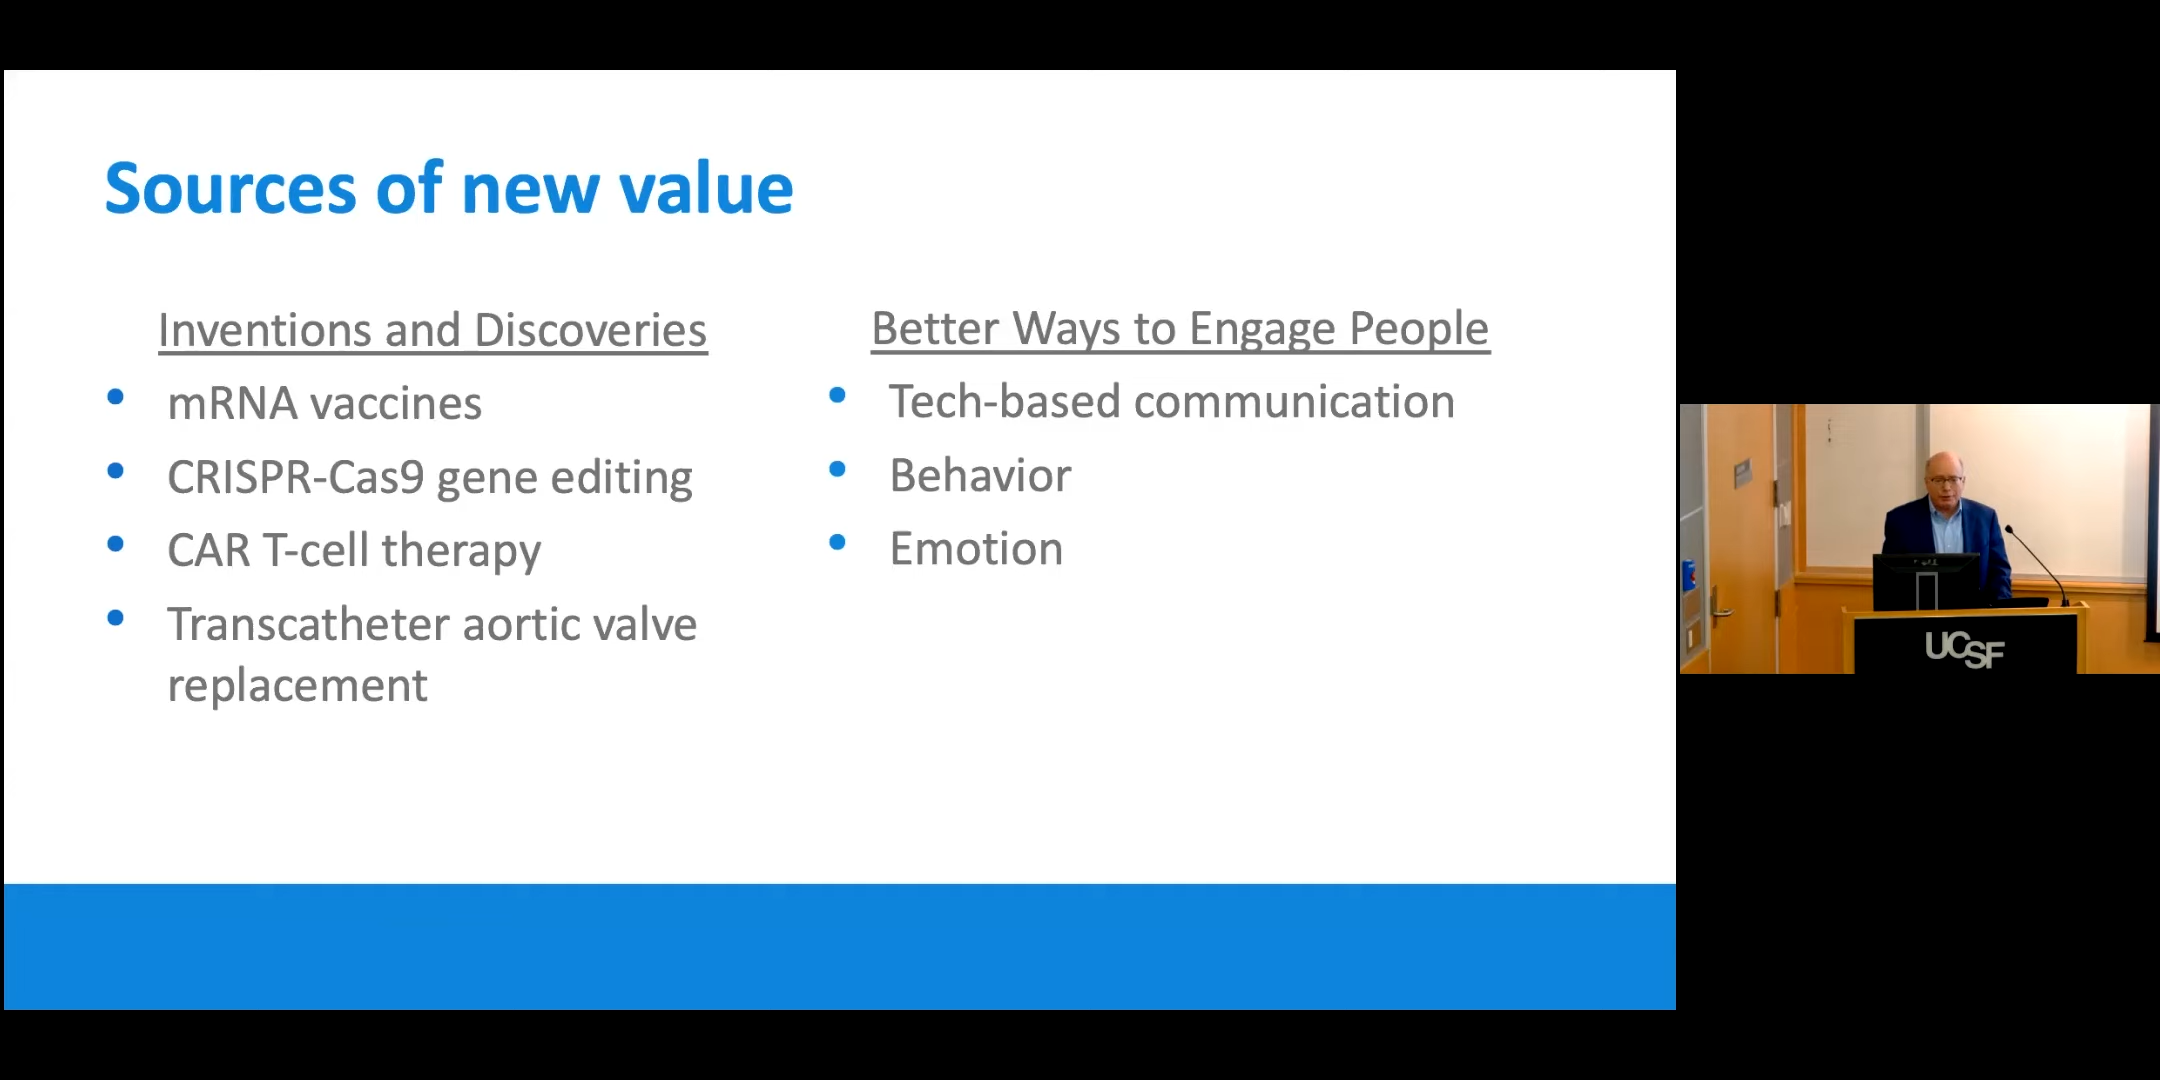 Sources of new value
Inventions and Discoveries
• mRNA vaccines
• CRISPR-Cas9 gene editing
• CAR T-cell therapy
• Transcatheter aortic valve
replacement
Better Ways to Engage People
• Tech-based communication
• Behavior
• Emotion
UCSF